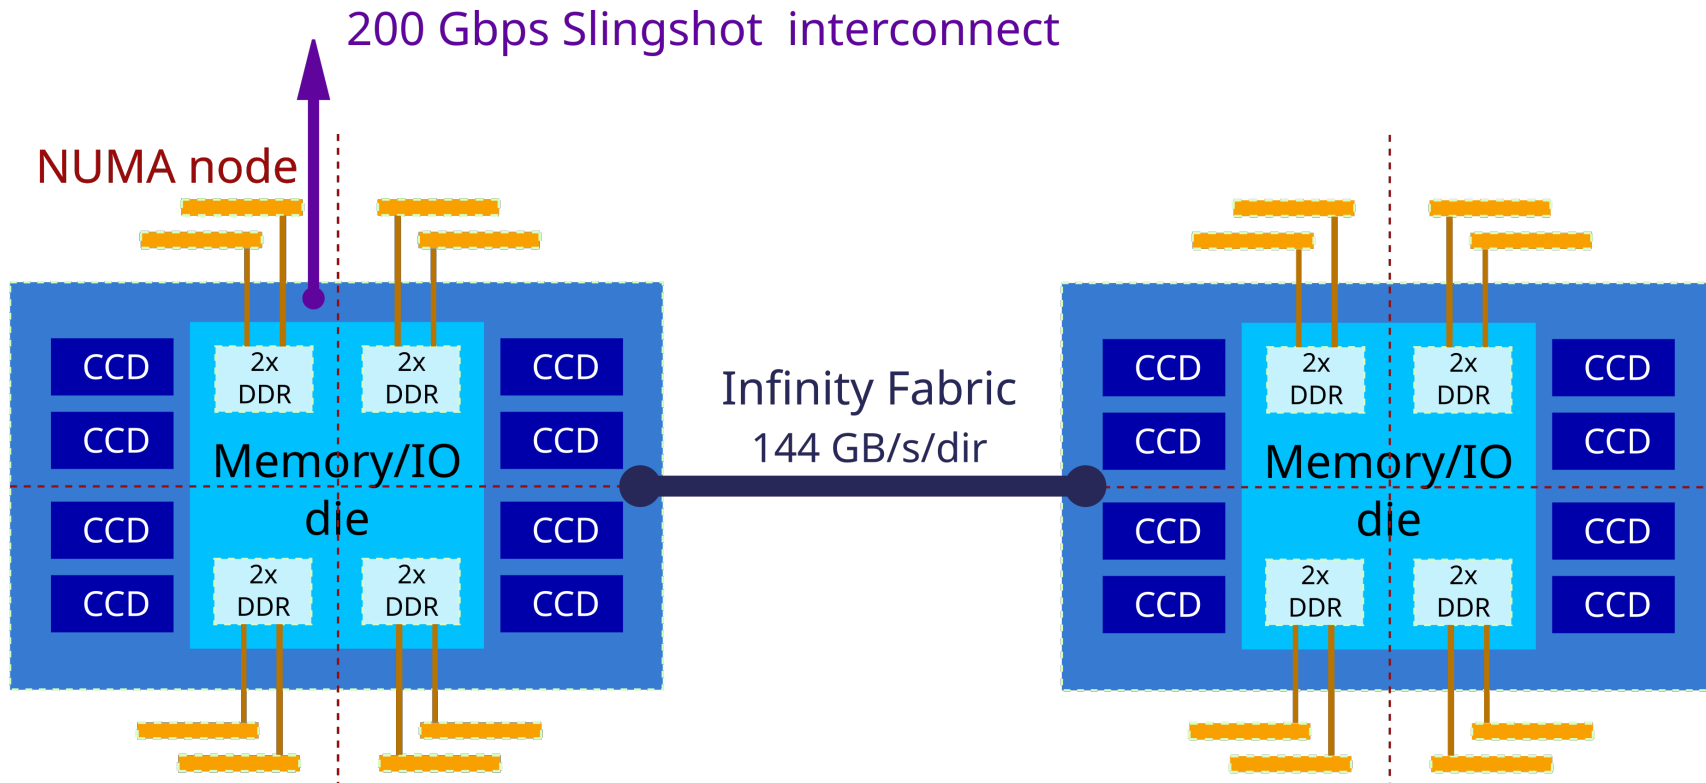 200 Gbps Slingshot  interconnect
NUMA node
CCD
CCD
CCD
CCD
2x
DDR
2x
DDR
Memory/IO
die
2x
DDR
2x
DDR
CCD
CCD
CCD
CCD
Infinity Fabric
144 GB/s/dir
CCD
CCD
CCD
CCD
2x
DDR
2x
DDR
Memory/IO
die
2x
DDR
2x
DDR
CCD
CCD
CCD
CCD